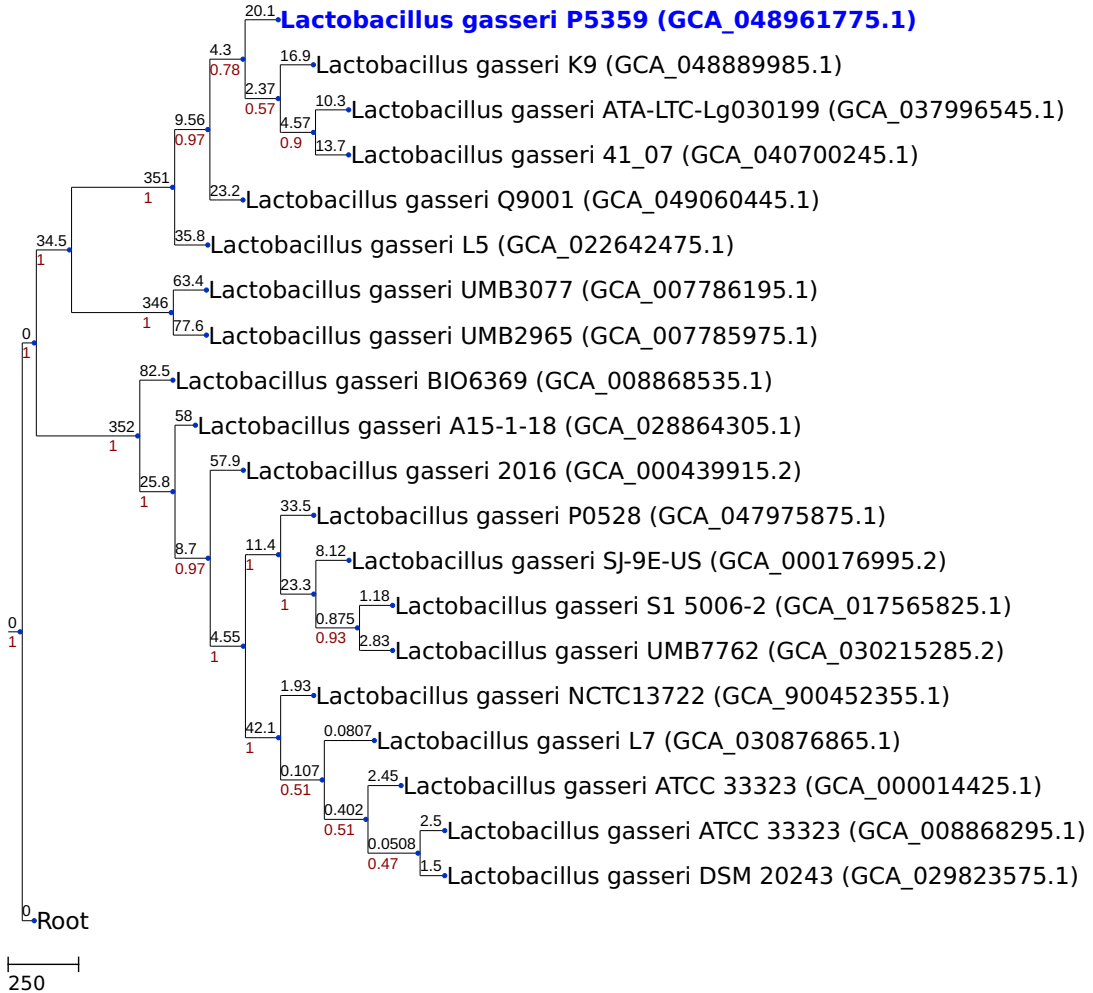 20.1
Lactobacillus gasseri P5359 (GCA_048961775.1)
4.3
0.78
16.9
Lactobacillus gasseri K9 (GCA_048889985.1)
2.37
0.57
10.3
Lactobacillus gasseri ATA-LTC-Lg030199 (GCA_037996545.1)
9.56
0.97
4.57
0.9
13.7
Lactobacillus gasseri 41_07 (GCA_040700245.1)
351
1
23.2
Lactobacillus gasseri Q9001 (GCA_049060445.1)
34.5
1
35.8
Lactobacillus gasseri L5 (GCA_022642475.1)
63.4
Lactobacillus gasseri UMB3077 (GCA_007786195.1)
346
1
77.6
Lactobacillus gasseri UMB2965 (GCA_007785975.1)
0
1
82.5
Lactobacillus gasseri BIO6369 (GCA_008868535.1)
352
1
58
Lactobacillus gasseri A15-1-18 (GCA_028864305.1)
25.8
1
57.9
Lactobacillus gasseri 2016 (GCA_000439915.2)
33.5
Lactobacillus gasseri P0528 (GCA_047975875.1)
8.7
0.97
11.4
1
8.12
Lactobacillus gasseri SJ-9E-US (GCA_000176995.2)
23.3
1
1.18
Lactobacillus gasseri S1 5006-2 (GCA_017565825.1)
0
1
0.875
0.93
4.55
1
2.83
Lactobacillus gasseri UMB7762 (GCA_030215285.2)
1.93
Lactobacillus gasseri NCTC13722 (GCA_900452355.1)
42.1
1
0.0807
Lactobacillus gasseri L7 (GCA_030876865.1)
0.107
0.51
2.45
Lactobacillus gasseri ATCC 33323 (GCA_000014425.1)
0.402
0.51
2.5
Lactobacillus gasseri ATCC 33323 (GCA_008868295.1)
0.0508
0.47
1.5
Lactobacillus gasseri DSM 20243 (GCA_029823575.1)
0
Root
250